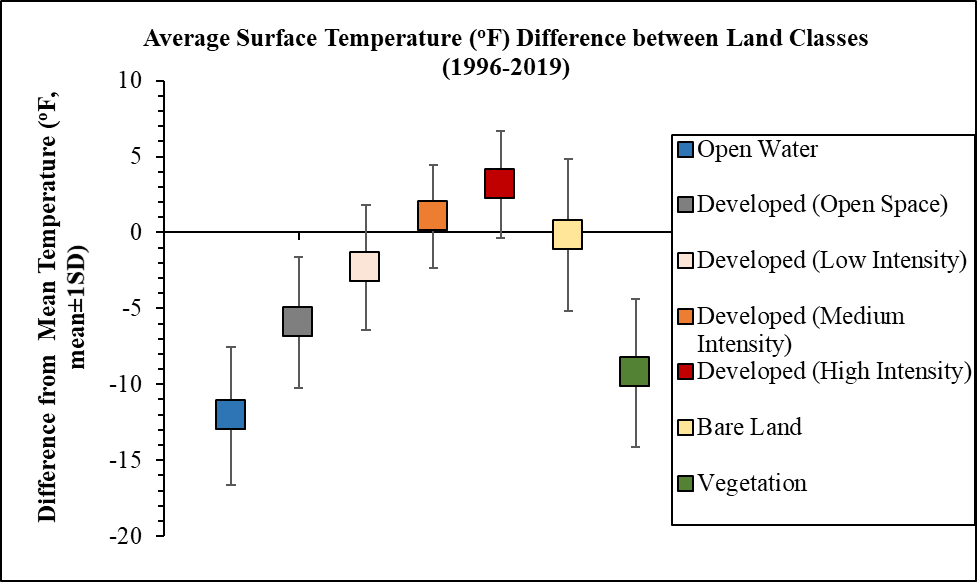 Average Surface Temperature (ºF) Difference between Land Classes
(1996-2019)
Difference from Mean Temperature (ºF,
mean±1SD)
10
5
0
-5
-10
-15
-20
Open Water
Developed (Open Space)
Developed (Low Intensity)
Developed (Medium
Intensity)
Developed (High Intensity)
Bare Land
Vegetation